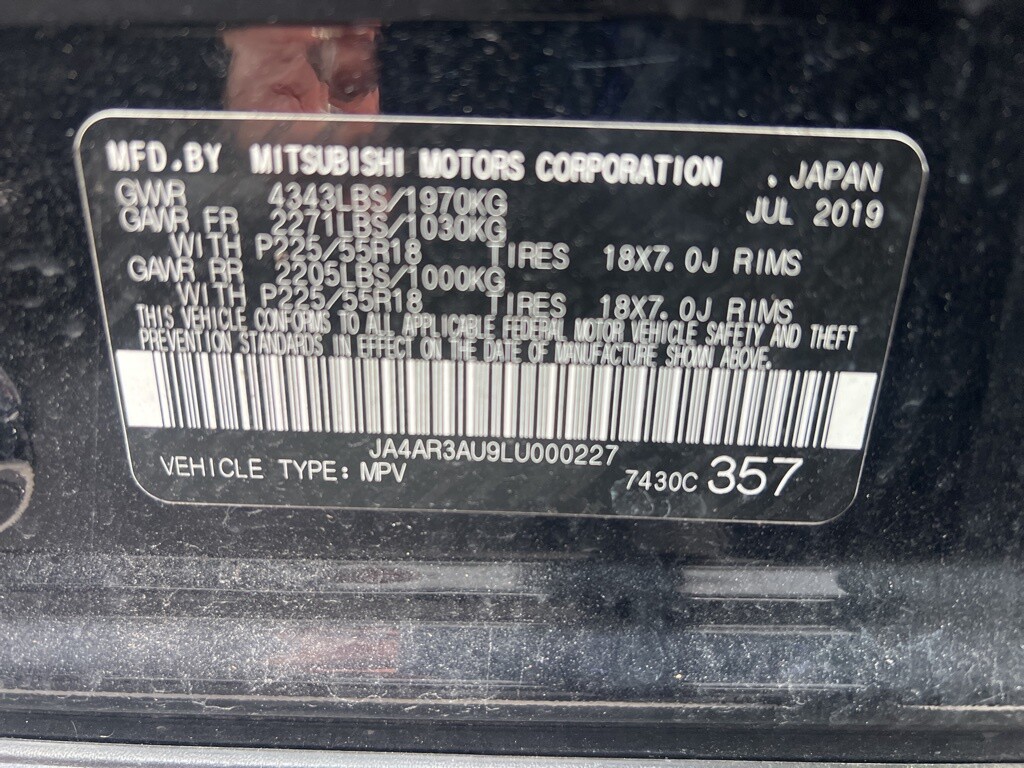 MFD.BY MITSUBISHI MOTORS CORPORATION . JAPAN
GVWR 4343LBS/1970KG JUL 2019
GAWR FR 2271LBS/1030KG
WITH P225/55R18 TIRES 18X7.0J RIMS
GAWR RR 2205LBS/1000KG
WITH P225/55R18 TIRES 18X7.0J RIMS
THIS VEHICLE CONFORMS TO ALL APPLICABLE FEDERAL MOTOR VEHICLE SAFETY AND THEFT
PREVENTION STANDARDS IN EFFECT ON THE DATE OF MANUFACTURE SHOWN ABOVE.
JA4AR3AU9LU000227
VEHICLE TYPE: MPV 7430C 357